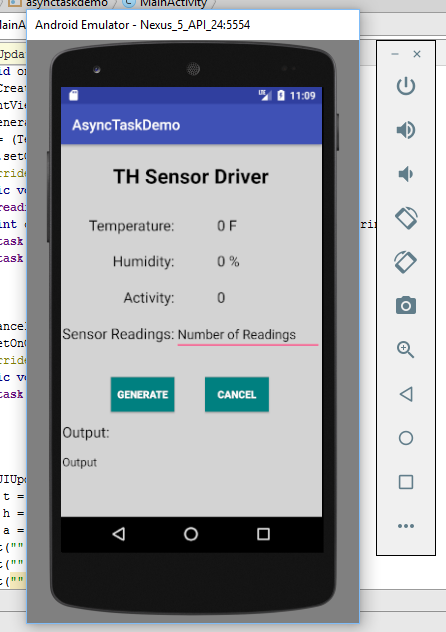 asynctaskdemo MainActivity
Android Emulator - Nexus_5_API_24:5554
LTE 11:09
AsyncTaskDemo
TH Sensor Driver
Temperature: 0 F
Humidity: 0 %
Activity: 0
Sensor Readings: Number of Readings
GENERATE CANCEL
Output:
Output
t = 
h = 
a = 
t(""
t(""
t(""